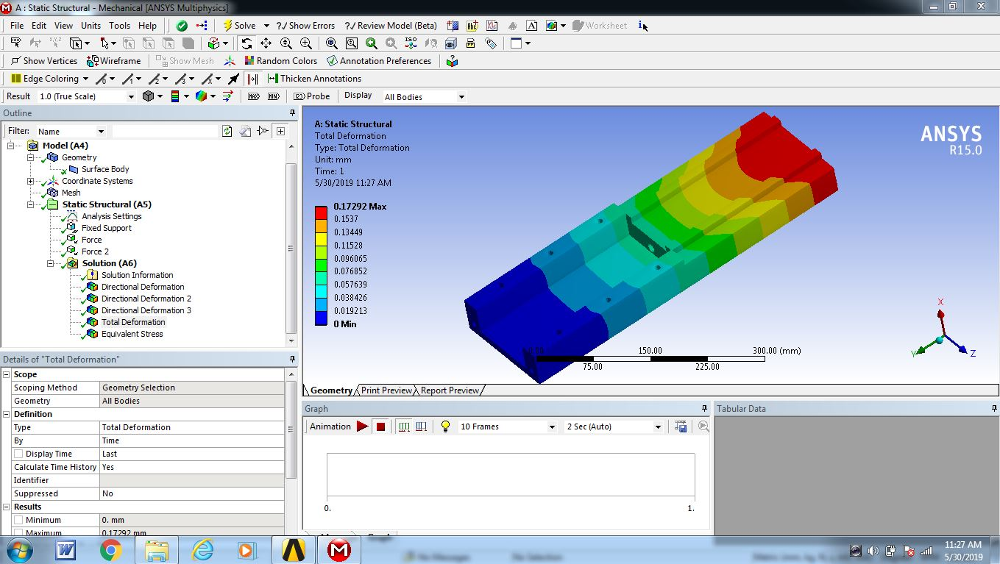 A : Static Structural - Mechanical [ANSYS Multiphysics]
File Edit View Units Tools Help Solve ?/ Show Errors ?/ Review Model (Beta) A Worksheet i
Show Vertices Wireframe Show Mesh Random Colors Annotation Preferences
Edge Coloring Thicken Annotations
Result 1.0 (True Scale) MAX MIN 123 Probe Display All Bodies
Outline
Filter: Name
Model (A4)
Geometry
Surface Body
Coordinate Systems
Mesh
Static Structural (A5)
Analysis Settings
Fixed Support
Force
Force 2
Solution (A6)
Solution Information
Directional Deformation
Directional Deformation 2
Directional Deformation 3
Total Deformation
Equivalent Stress
Details of "Total Deformation"
Scope
Scoping Method Geometry Selection
Geometry All Bodies
Definition
Type Total Deformation
By Time
Display Time Last
Calculate Time History Yes
Identifier
Suppressed No
Results
Minimum 0. mm
Maximum 0.17292 mm
A: Static Structural
Total Deformation
Type: Total Deformation
Unit: mm
Time: 1
5/30/2019 11:27 AM
0.17292 Max
0.1537
0.13449
0.11528
0.096065
0.076852
0.057639
0.038426
0.019213
0 Min
ANSYS
R15.0
X
Y
Z
0.00 150.00 300.00 (mm)
75.00 225.00
Geometry Print Preview Report Preview
Graph
Animation 10 Frames 2 Sec (Auto)
0. 1.
Graph
Tabular Data
No Messages No Selection
11:27 AM
5/30/2019